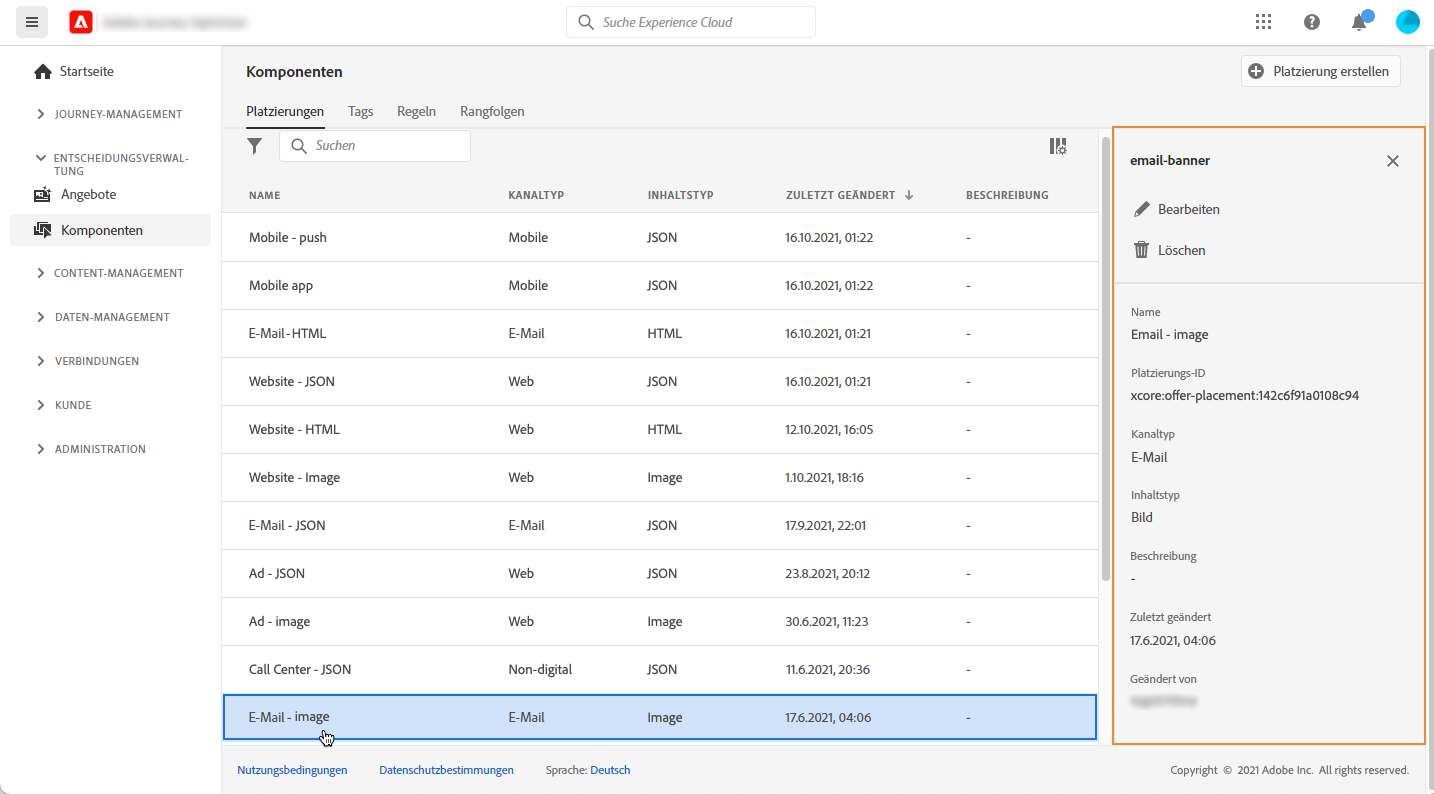 Suche Experience Cloud
Startseite
JOURNEY-MANAGEMENT
ENTSCHEIDUNGSVERWAL-
TUNG
Angebote
Komponenten
CONTENT-MANAGEMENT
DATEN-MANAGEMENT
VERBINDUNGEN
KUNDE
ADMINISTRATION
Komponenten
Platzierung erstellen
Platzierungen Tags Regeln Rangfolgen
Suchen
NAME KANALTYP INHALTSTYP ZULETZT GEÄNDERT BESCHREIBUNG
Mobile - push Mobile JSON 16.10.2021, 01:22 -
Mobile app Mobile JSON 16.10.2021, 01:22 -
E-Mail-HTML E-Mail HTML 16.10.2021, 01:21 -
Website - JSON Web JSON 16.10.2021, 01:21 -
Website - HTML Web HTML 12.10.2021, 16:05 -
Website - Image Web Image 1.10.2021, 18:16 -
E-Mail - JSON E-Mail JSON 17.9.2021, 22:01 -
Ad - JSON Web JSON 23.8.2021, 20:12 -
Ad - image Web Image 30.6.2021, 11:23 -
Call Center - JSON Non-digital JSON 11.6.2021, 20:36 -
E-Mail - image E-Mail Image 17.6.2021, 04:06 -
email-banner
Bearbeiten
Löschen
Name
Email - image
Platzierungs-ID
xcore:offer-placement:142c6f91a0108c94
Kanaltyp
E-Mail
Inhaltstyp
Bild
Beschreibung
-
Zuletzt geändert
17.6.2021, 04:06
Geändert von
Nutzungsbedingungen Datenschutzbestimmungen Sprache: Deutsch
Copyright © 2021 Adobe Inc. All rights reserved.